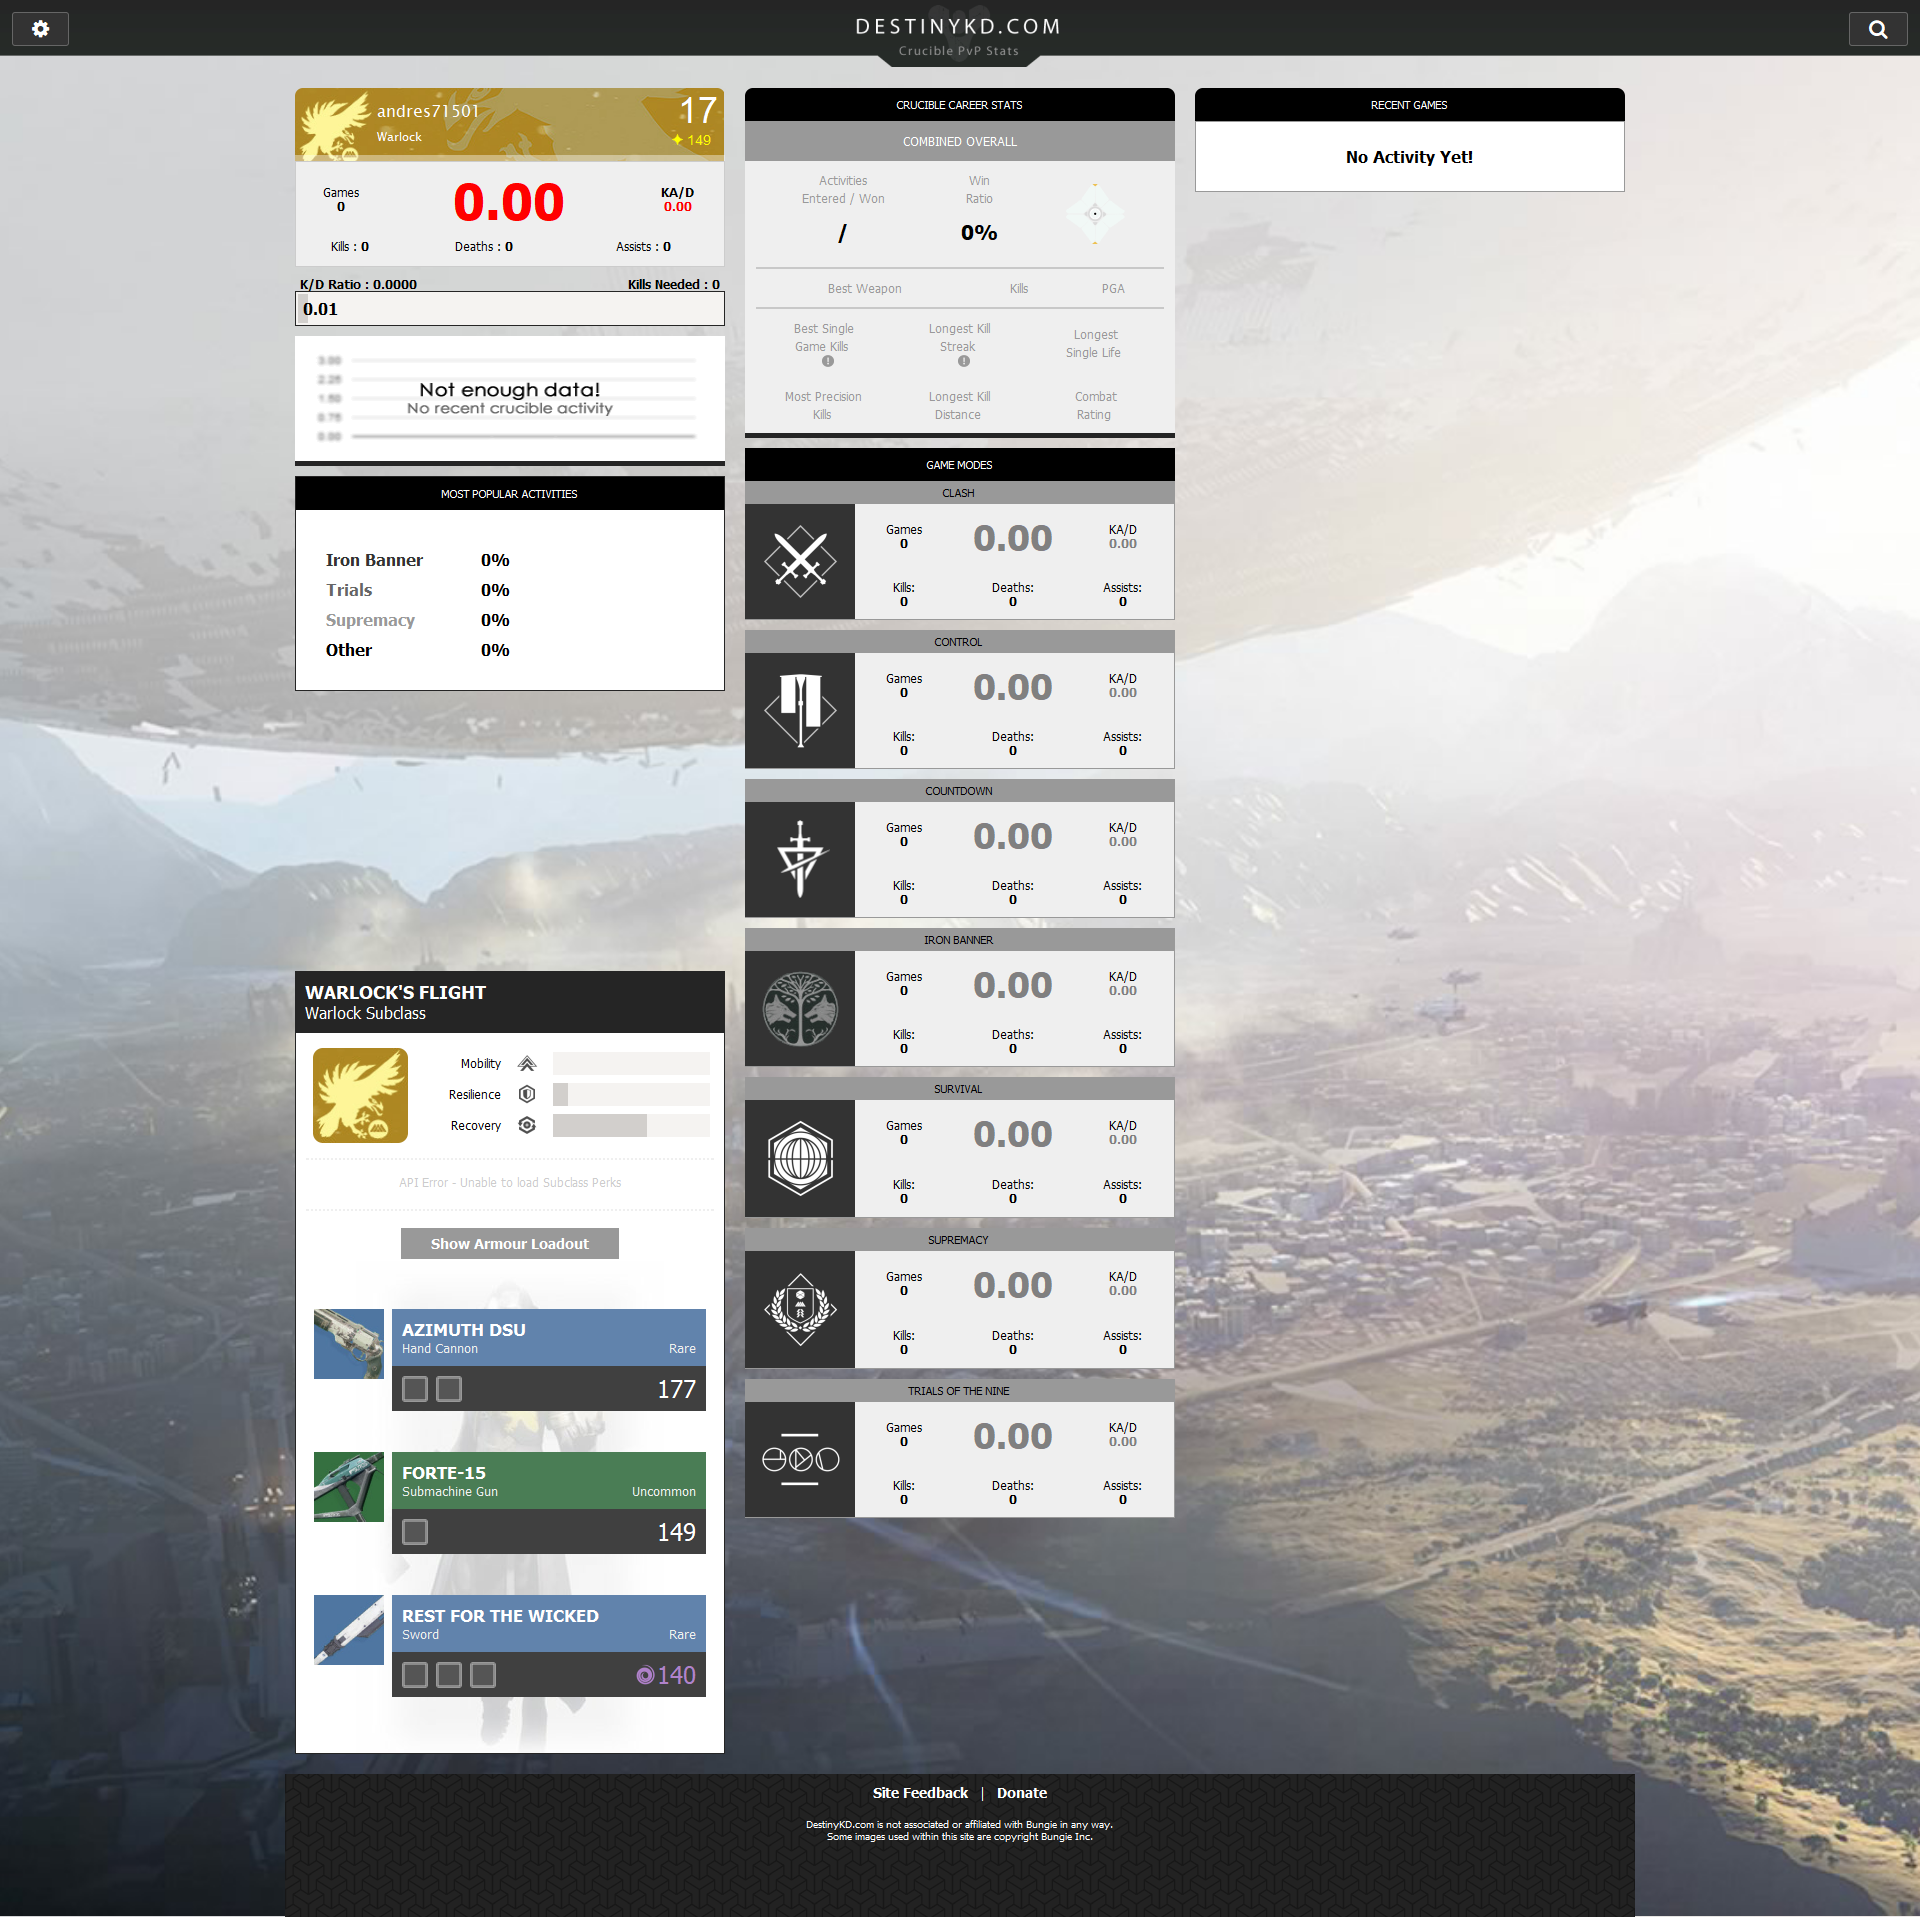 DESTINYKD.COM
Crucible PvP Stats
andres71501
Warlock
17
149
Games
0
0.00
KA/D
0.00
Kills : 0
Deaths : 0
Assists : 0
K/D Ratio : 0.0000
Kills Needed : 0
0.01
3.00
2.25
1.50
0.75
0.00
Not enough data!
No recent crucible activity
MOST POPULAR ACTIVITIES
Iron Banner 0%
Trials 0%
Supremacy 0%
Other 0%
WARLOCK'S FLIGHT
Warlock Subclass
Mobility
Resilience
Recovery
API Error - Unable to load Subclass Perks
Show Armour Loadout
AZIMUTH DSU
Hand Cannon Rare
177
FORTE-15
Submachine Gun Uncommon
149
REST FOR THE WICKED
Sword Rare
140
CRUCIBLE CAREER STATS
COMBINED OVERALL
Activities
Entered / Won
/
Win
Ratio
0%
Best Weapon Kills PGA
Best Single
Game Kills
Longest Kill
Streak
Longest
Single Life
Most Precision
Kills
Longest Kill
Distance
Combat
Rating
GAME MODES
CLASH
Games
0
0.00
KA/D
0.00
Kills:
0
Deaths:
0
Assists:
0
CONTROL
Games
0
0.00
KA/D
0.00
Kills:
0
Deaths:
0
Assists:
0
COUNTDOWN
Games
0
0.00
KA/D
0.00
Kills:
0
Deaths:
0
Assists:
0
IRON BANNER
Games
0
0.00
KA/D
0.00
Kills:
0
Deaths:
0
Assists:
0
SURVIVAL
Games
0
0.00
KA/D
0.00
Kills:
0
Deaths:
0
Assists:
0
SUPREMACY
Games
0
0.00
KA/D
0.00
Kills:
0
Deaths:
0
Assists:
0
TRIALS OF THE NINE
Games
0
0.00
KA/D
0.00
Kills:
0
Deaths:
0
Assists:
0
RECENT GAMES
No Activity Yet!
Site Feedback | Donate
DestinyKD.com is not associated or affiliated with Bungie in any way.
Some images used within this site are copyright Bungie Inc.